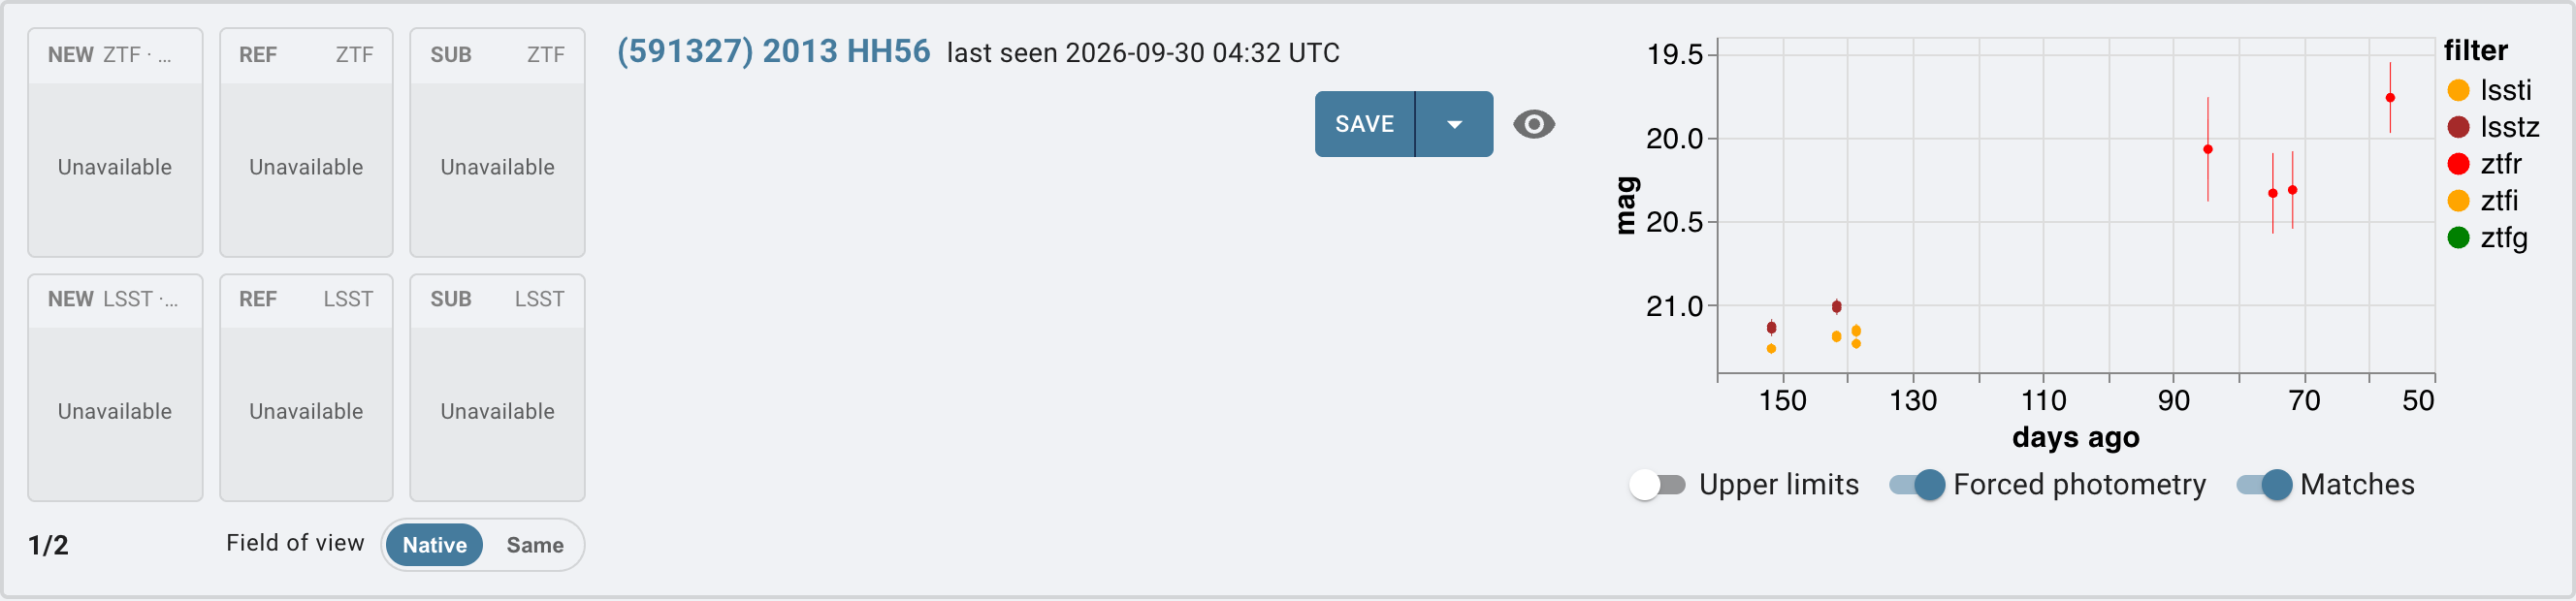 NEW ZTF · ...
REF ZTF
SUB ZTF
Unavailable
Unavailable
Unavailable
NEW LSST ·...
REF LSST
SUB LSST
Unavailable
Unavailable
Unavailable
1/2
Field of view
Native
Same
(591327) 2013 HH56 last seen 2026-09-30 04:32 UTC
SAVE
mag
19.5
20.0
20.5
21.0
150 130 110 90 70 50
days ago
filter
lssti
lsstz
ztfr
ztfi
ztfg
Upper limits
Forced photometry
Matches